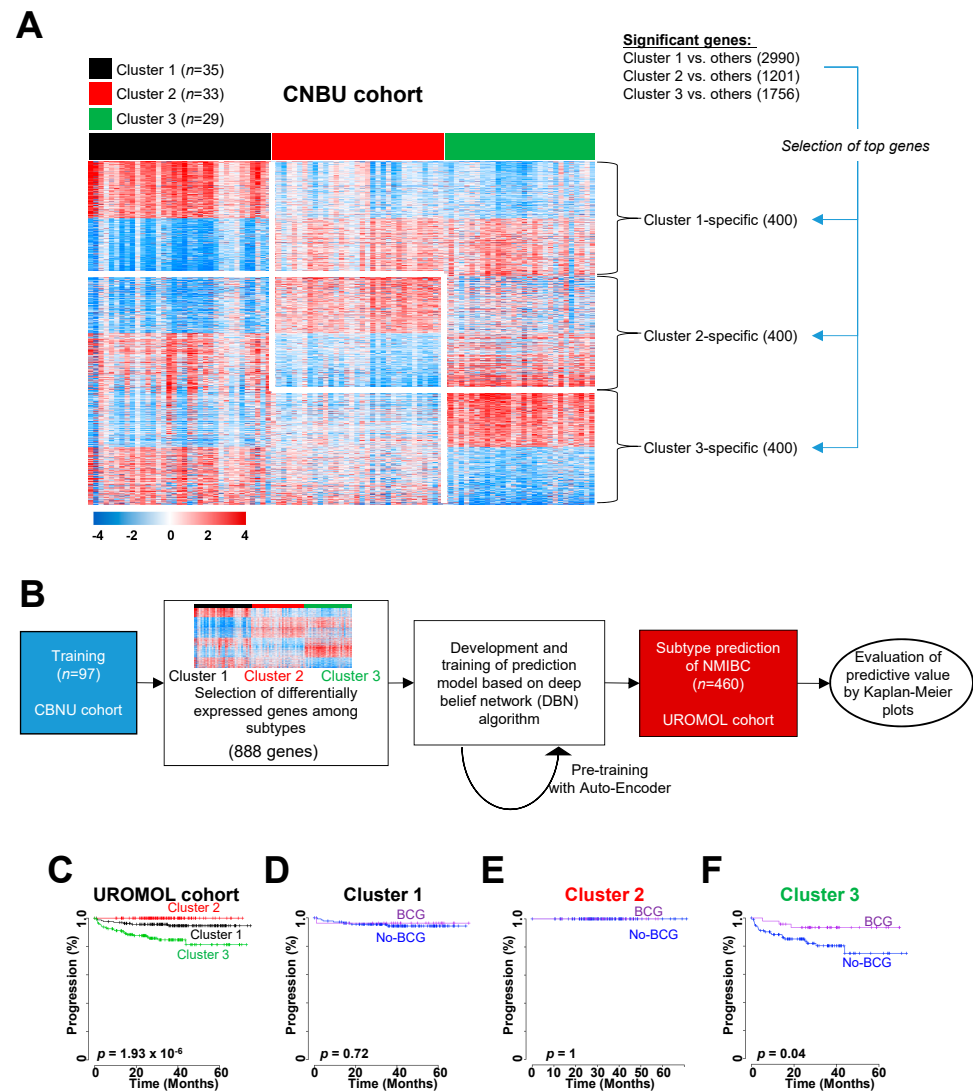 A
Cluster 1 (n=35)
Cluster 2 (n=33)
Cluster 3 (n=29)
CNBU cohort
Significant genes:
Cluster 1 vs. others (2990)
Cluster 2 vs. others (1201)
Cluster 3 vs. others (1756)
Selection of top genes
Cluster 1-specific (400)
Cluster 2-specific (400)
Cluster 3-specific (400)
-4 -2 0 2 4
B
Training
(n=97)
CBNU cohort
Cluster 1 Cluster 2 Cluster 3
Selection of differentially
expressed genes among
subtypes
(888 genes)
Development and
training of prediction
model based on deep
belief network (DBN)
algorithm
Pre-training
with Auto-Encoder
Subtype prediction
of NMIBC
(n=460)
UROMOL cohort
Evaluation of
predictive value
by Kaplan-Meier
plots
C
UROMOL cohort
Cluster 2
Cluster 1
Cluster 3
Progression (%)
1.0
0
p = 1.93 x 10-6
0 20 40 60
Time (Months)
D
Cluster 1
BCG
No-BCG
Progression (%)
1.0
0
p = 0.72
0 20 40 60
Time (Months)
E
Cluster 2
BCG
No-BCG
Progression (%)
1.0
0
p = 1
0 10 20 30 40 50 60
Time (Months)
F
Cluster 3
BCG
No-BCG
Progression (%)
1.0
0
p = 0.04
0 20 40 60
Time (Months)